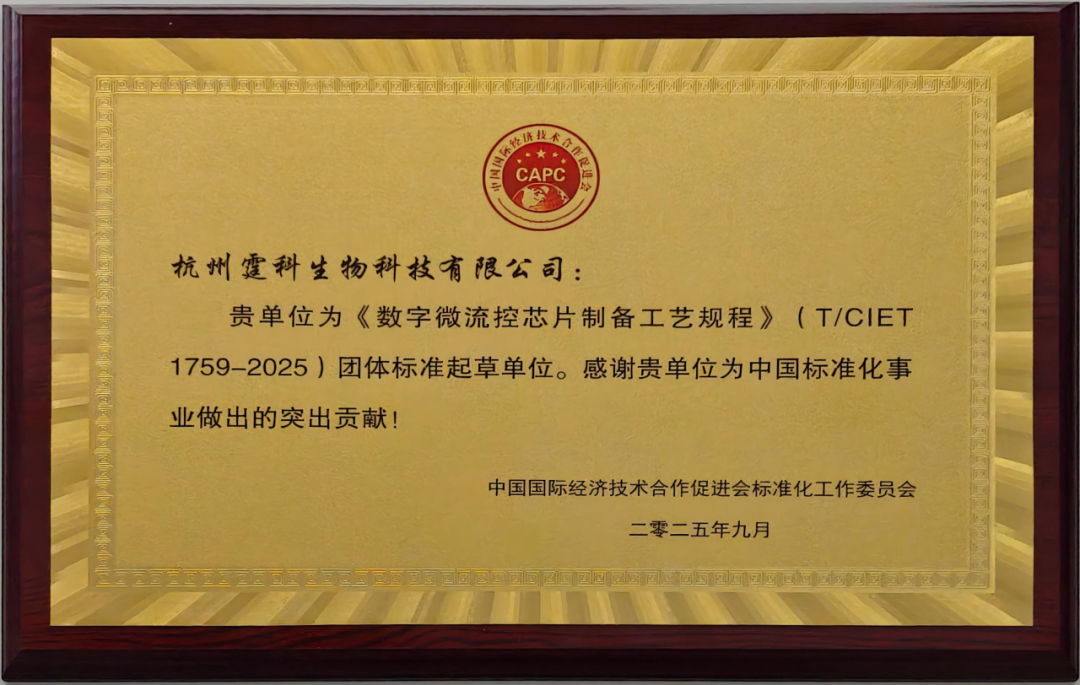 中国国际经济技术合作促进会
CAPC
杭州霆科生物科技有限公司：
贵单位为《数字微流控芯片制备工艺规程》（T/CIET
1759-2025）团体标准起草单位。感谢贵单位为中国标准化事
业做出的突出贡献！
中国国际经济技术合作促进会标准化工作委员会
二零二五年九月